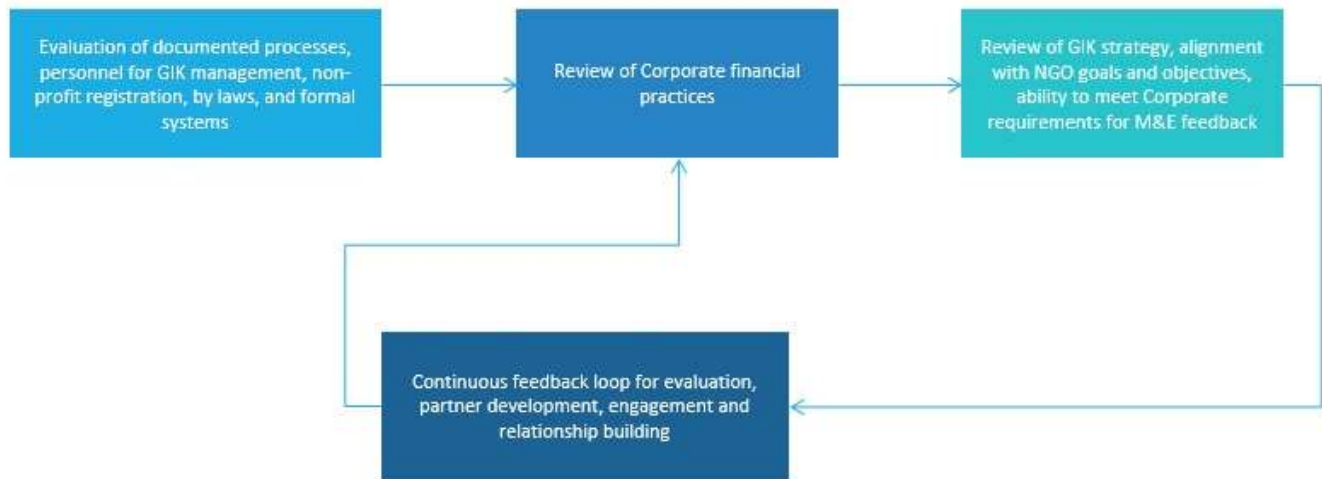 Evaluation of documented processes,
personnel for GIK management, non-
profit registration, by laws, and formal
systems
Review of Corporate financial
practices
Review of GIK strategy, alignment
with NGO goals and objectives,
ability to meet Corporate
requirements for M&E feedback
Continuous feedback loop for evaluation,
partner development, engagement and
relationship building